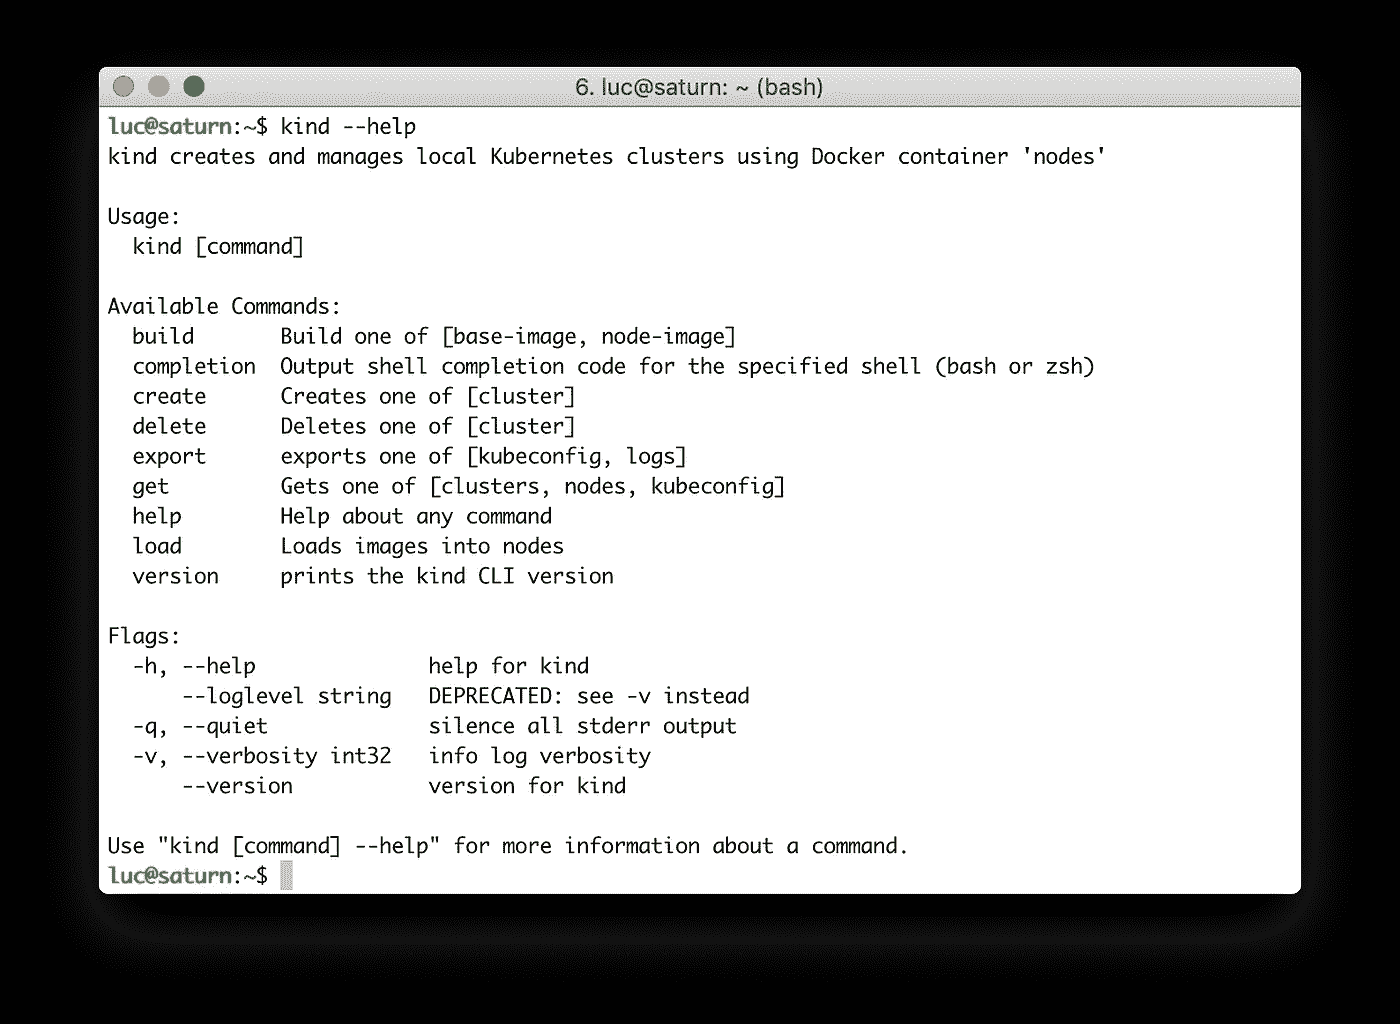 6. luc@saturn: ~ (bash)
luc@saturn:~$ kind --help
kind creates and manages local Kubernetes clusters using Docker container 'nodes'
Usage:
kind [command]
Available Commands:
build Build one of [base-image, node-image]
completion Output shell completion code for the specified shell (bash or zsh)
create Creates one of [cluster]
delete Deletes one of [cluster]
export exports one of [kubeconfig, logs]
get Gets one of [clusters, nodes, kubeconfig]
help Help about any command
load Loads images into nodes
version prints the kind CLI version
Flags:
-h, --help help for kind
--loglevel string DEPRECATED: see -v instead
-q, --quiet silence all stderr output
-v, --verbosity int32 info log verbosity
--version version for kind
Use "kind [command] --help" for more information about a command.
luc@saturn:~$